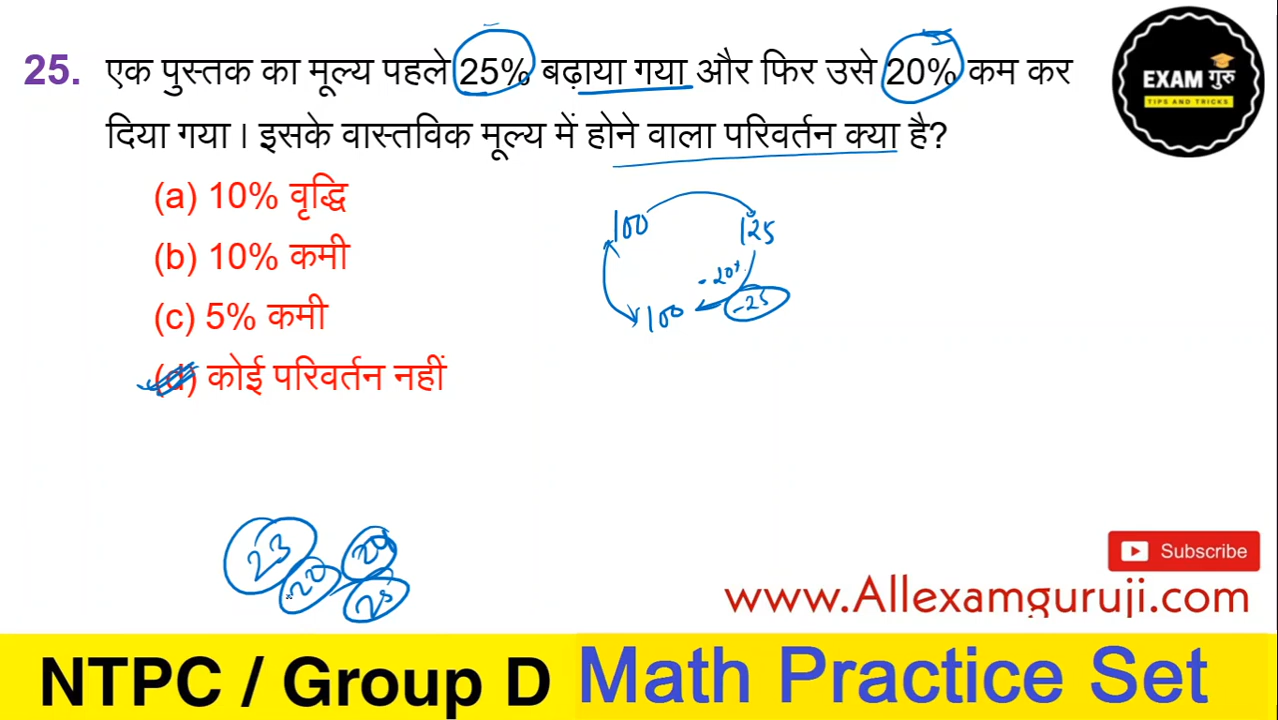 25. एक पुस्तक का मूल्य पहले 25% बढ़ाया गया और फिर उसे 20% कम कर
दिया गया । इसके वास्तविक मूल्य में होने वाला परिवर्तन क्या है?
(a) 10% वृद्धि
(b) 10% कमी
(c) 5% कमी
(d) कोई परिवर्तन नहीं
100 125
-20%
100 -25
23
20
EXAM गुरु
TIPS AND TRICKS
Subscribe
www.Allexamguruji.com
NTPC / Group D Math Practice Set